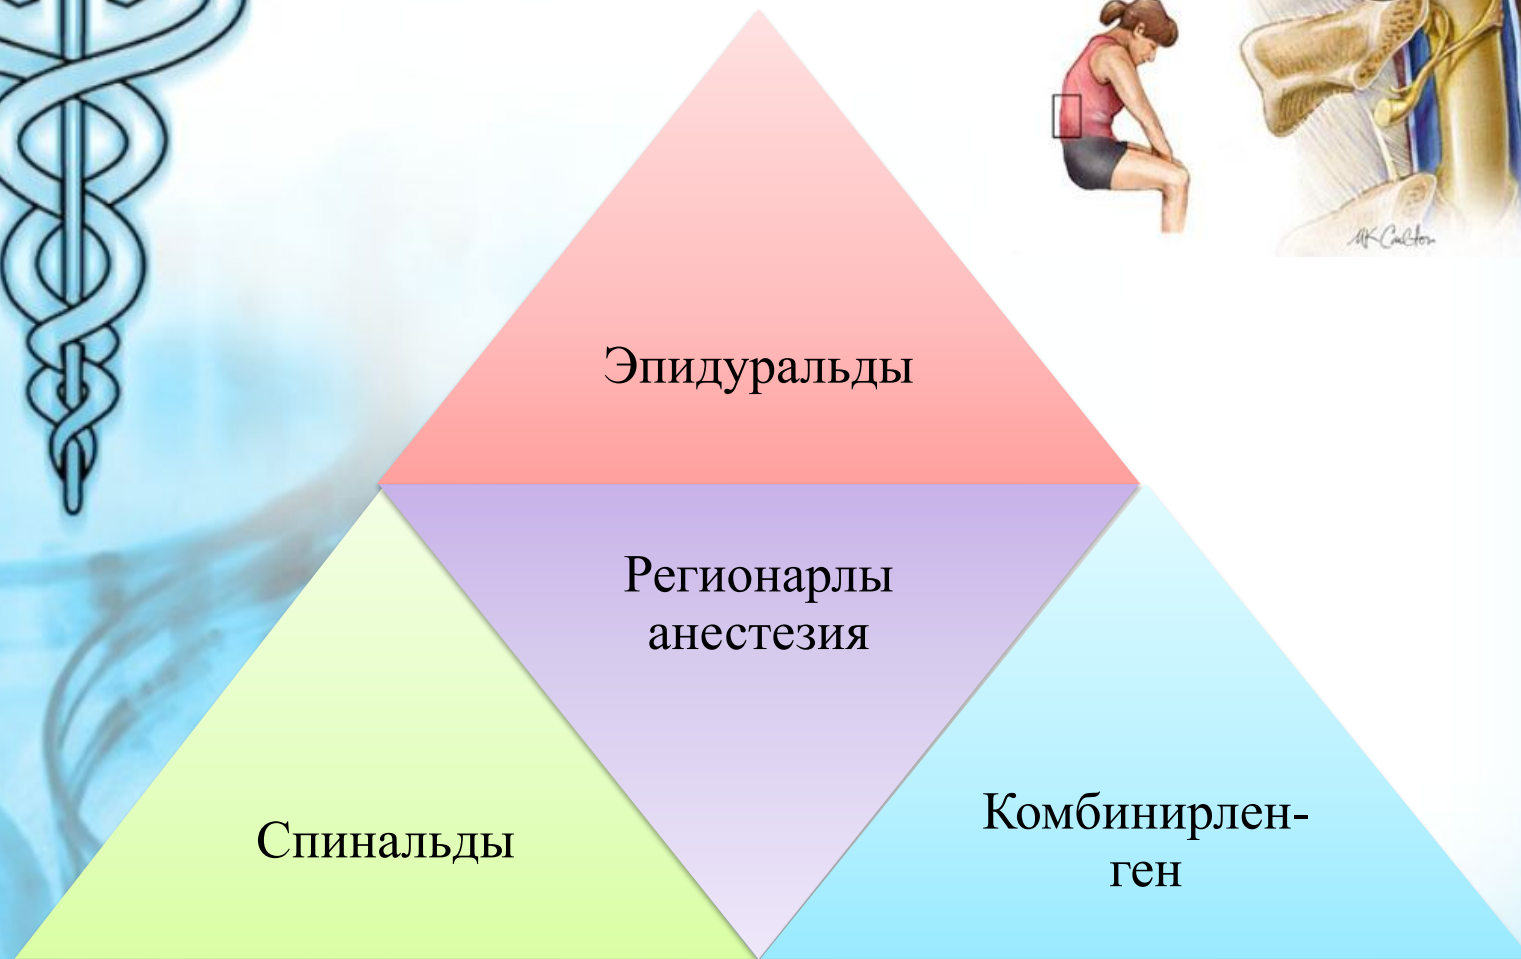 Эпидуральды
Регионарлы
анестезия
Спинальды
Комбинирлен-
ген